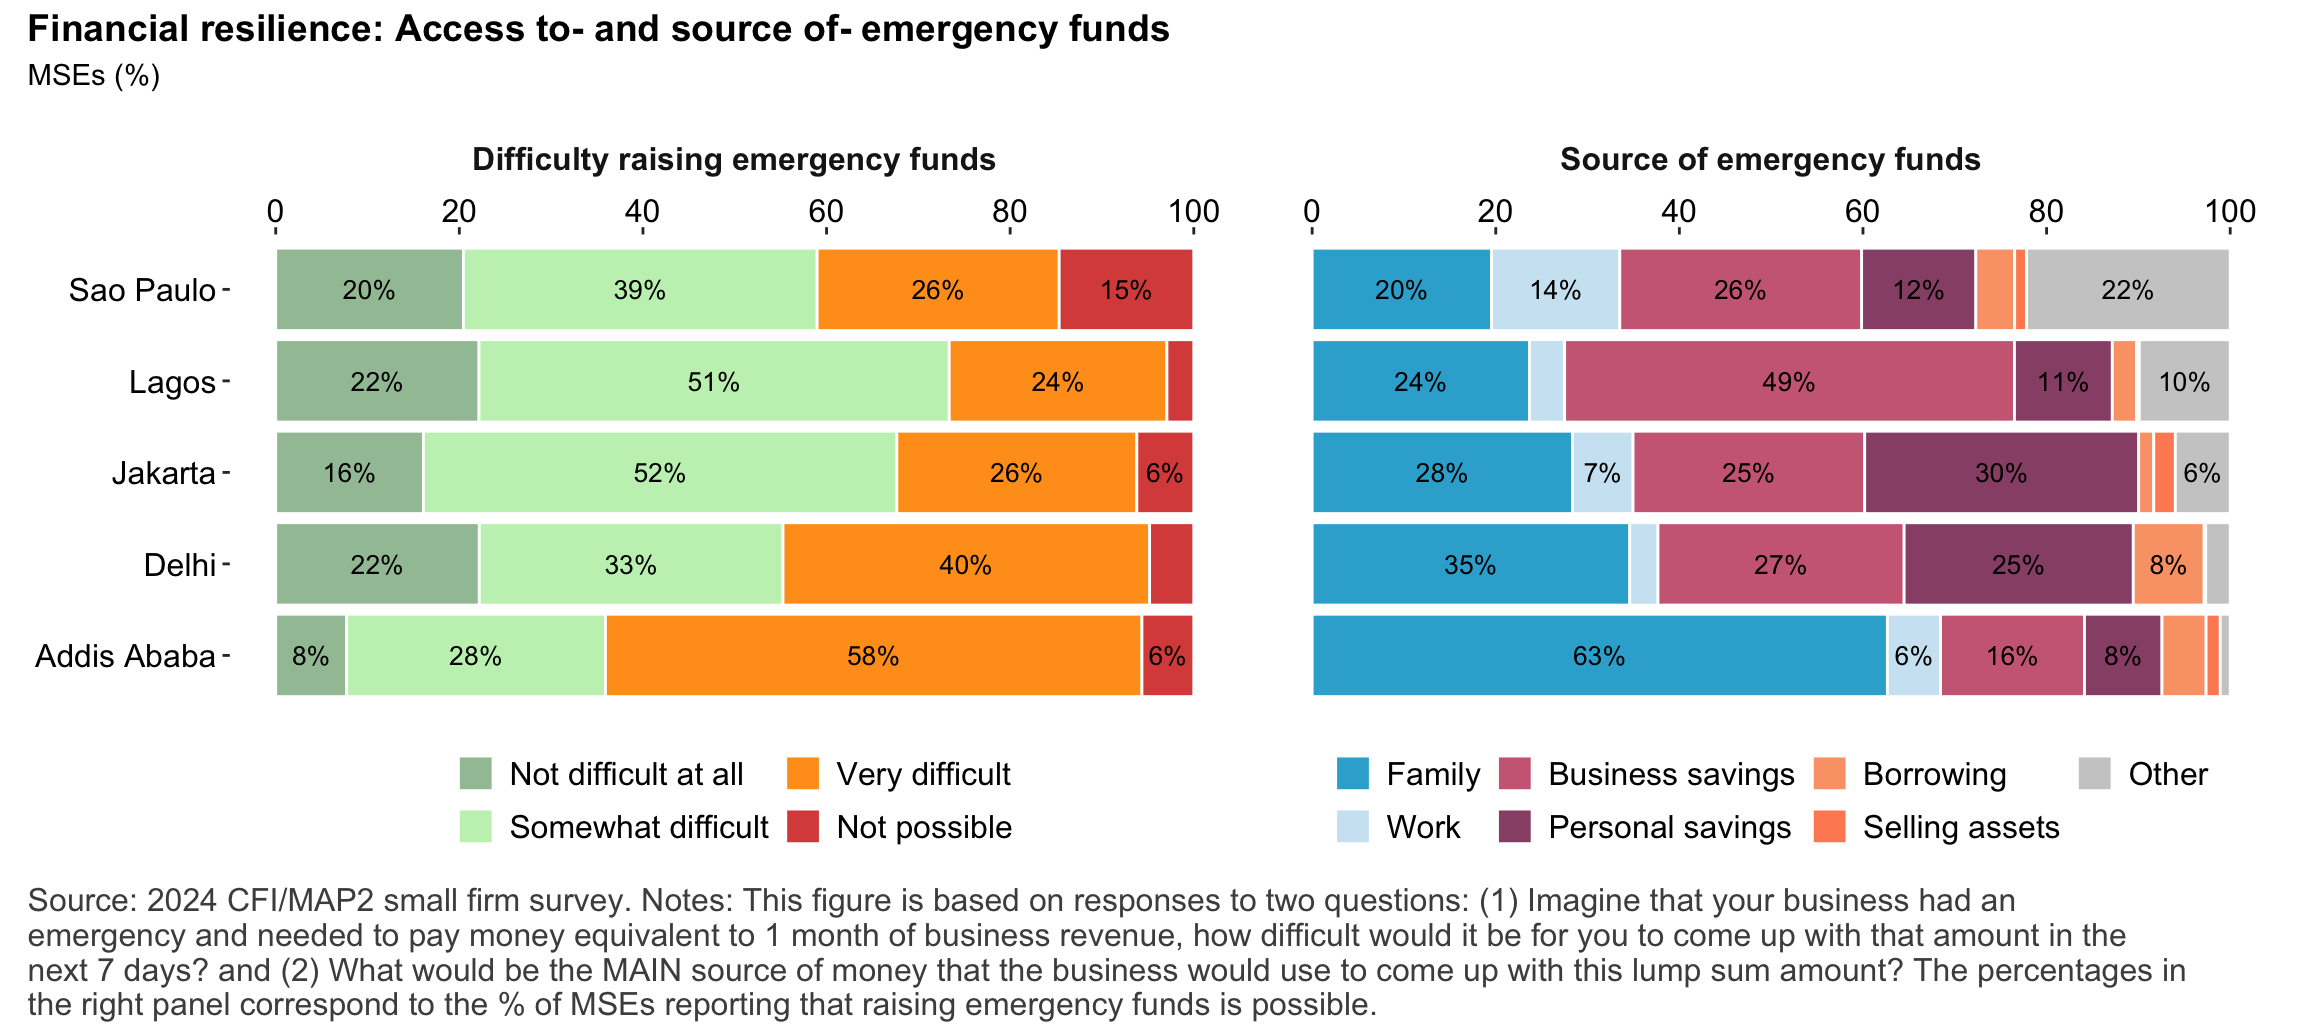 Financial resilience: Access to- and source of- emergency funds
MSEs (%)
Difficulty raising emergency funds
0 20 40 60 80 100
Sao Paulo
20% 39% 26% 15%
Lagos
22% 51% 24%
Jakarta
16% 52% 26% 6%
Delhi
22% 33% 40%
Addis Ababa
8% 28% 58% 6%
Not difficult at all
Very difficult
Somewhat difficult
Not possible
Source of emergency funds
0 20 40 60 80 100
20% 14% 26% 12% 22%
24% 49% 11% 10%
28% 7% 25% 30% 6%
35% 27% 25% 8%
63% 6% 16% 8%
Family
Business savings
Borrowing
Other
Work
Personal savings
Selling assets
Source: 2024 CFI/MAP2 small firm survey. Notes: This figure is based on responses to two questions: (1) Imagine that your business had an
emergency and needed to pay money equivalent to 1 month of business revenue, how difficult would it be for you to come up with that amount in the
next 7 days? and (2) What would be the MAIN source of money that the business would use to come up with this lump sum amount? The percentages in
the right panel correspond to the % of MSEs reporting that raising emergency funds is possible.